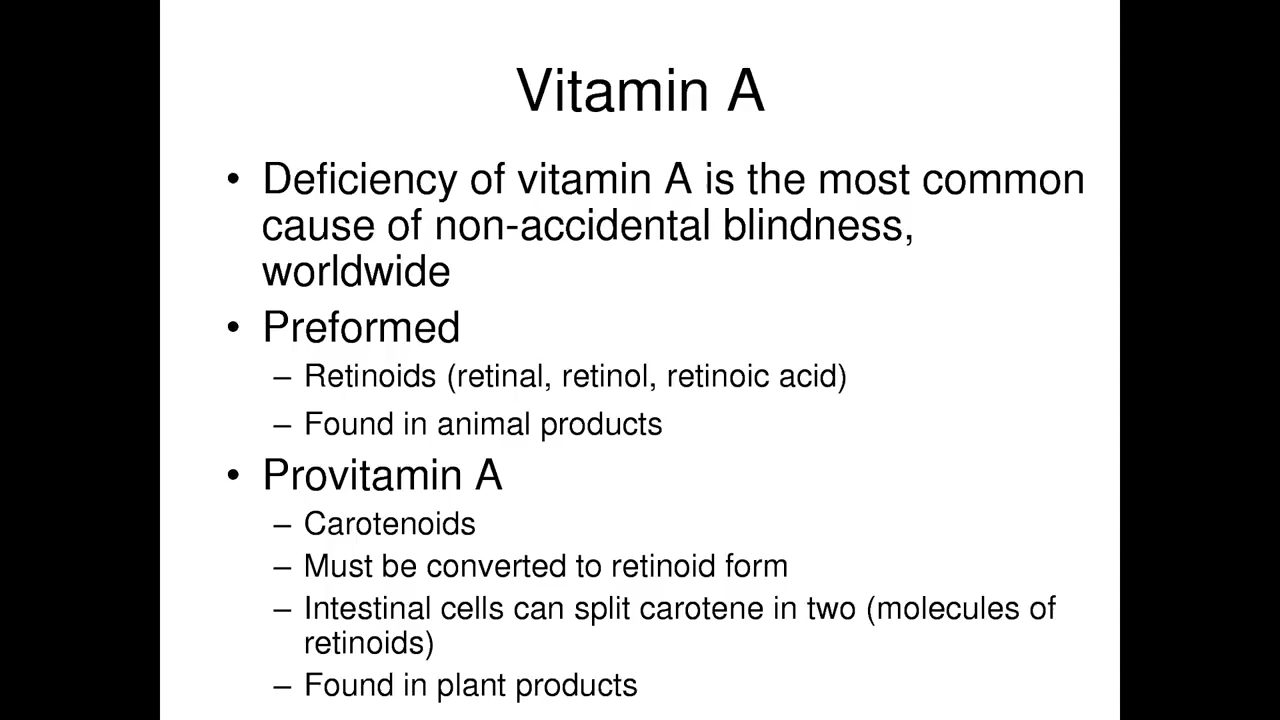 Vitamin A
• Deficiency of vitamin A is the most common
cause of non-accidental blindness,
worldwide
• Preformed
– Retinoids (retinal, retinol, retinoic acid)
– Found in animal products
• Provitamin A
– Carotenoids
– Must be converted to retinoid form
– Intestinal cells can split carotene in two (molecules of
retinoids)
– Found in plant products